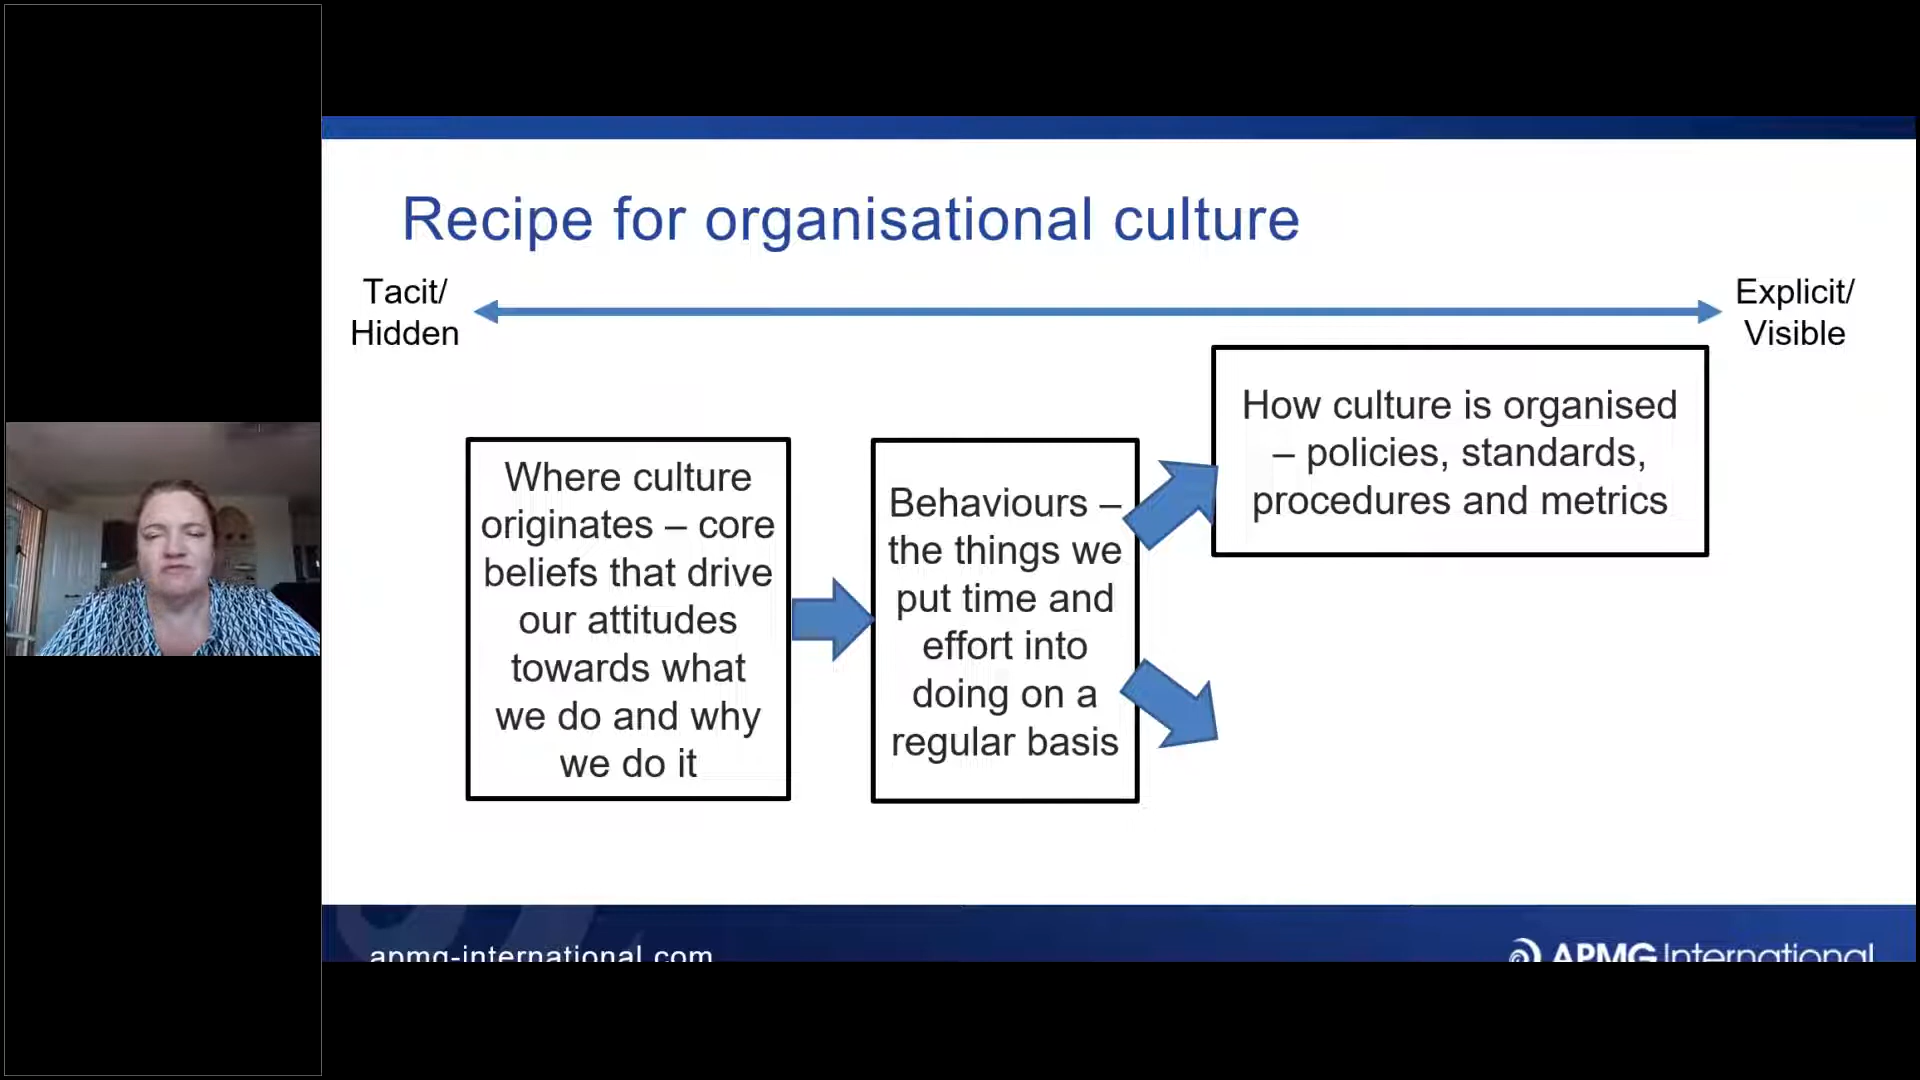 Recipe for organisational culture
Tacit/
Hidden
Explicit/
Visible
Where culture
originates – core
beliefs that drive
our attitudes
towards what
we do and why
we do it
Behaviours –
the things we
put time and
effort into
doing on a
regular basis
How culture is organised
– policies, standards,
procedures and metrics
apmg-international.com
APMG International